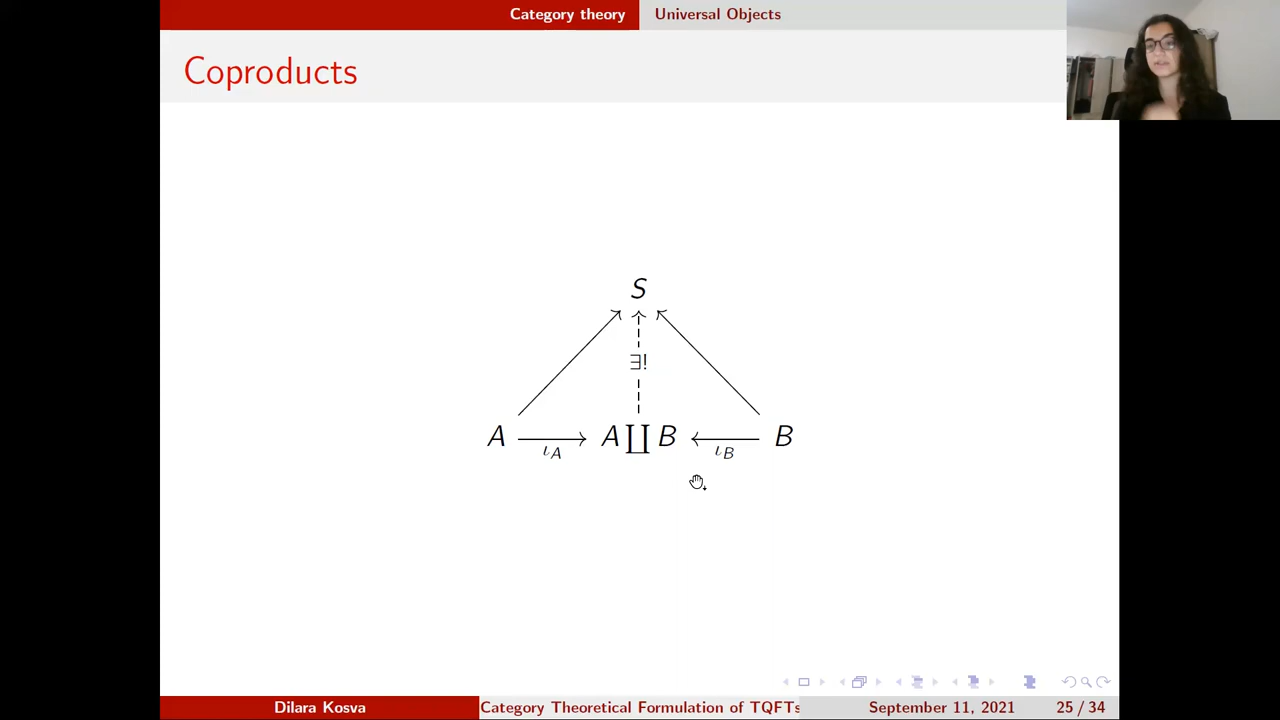 Category theory Universal Objects
Coproducts
S
∃!
A A ∐ B B
ι_A ι_B
Dilara Kosva Category Theoretical Formulation of TQFTs September 11, 2021 25 / 34